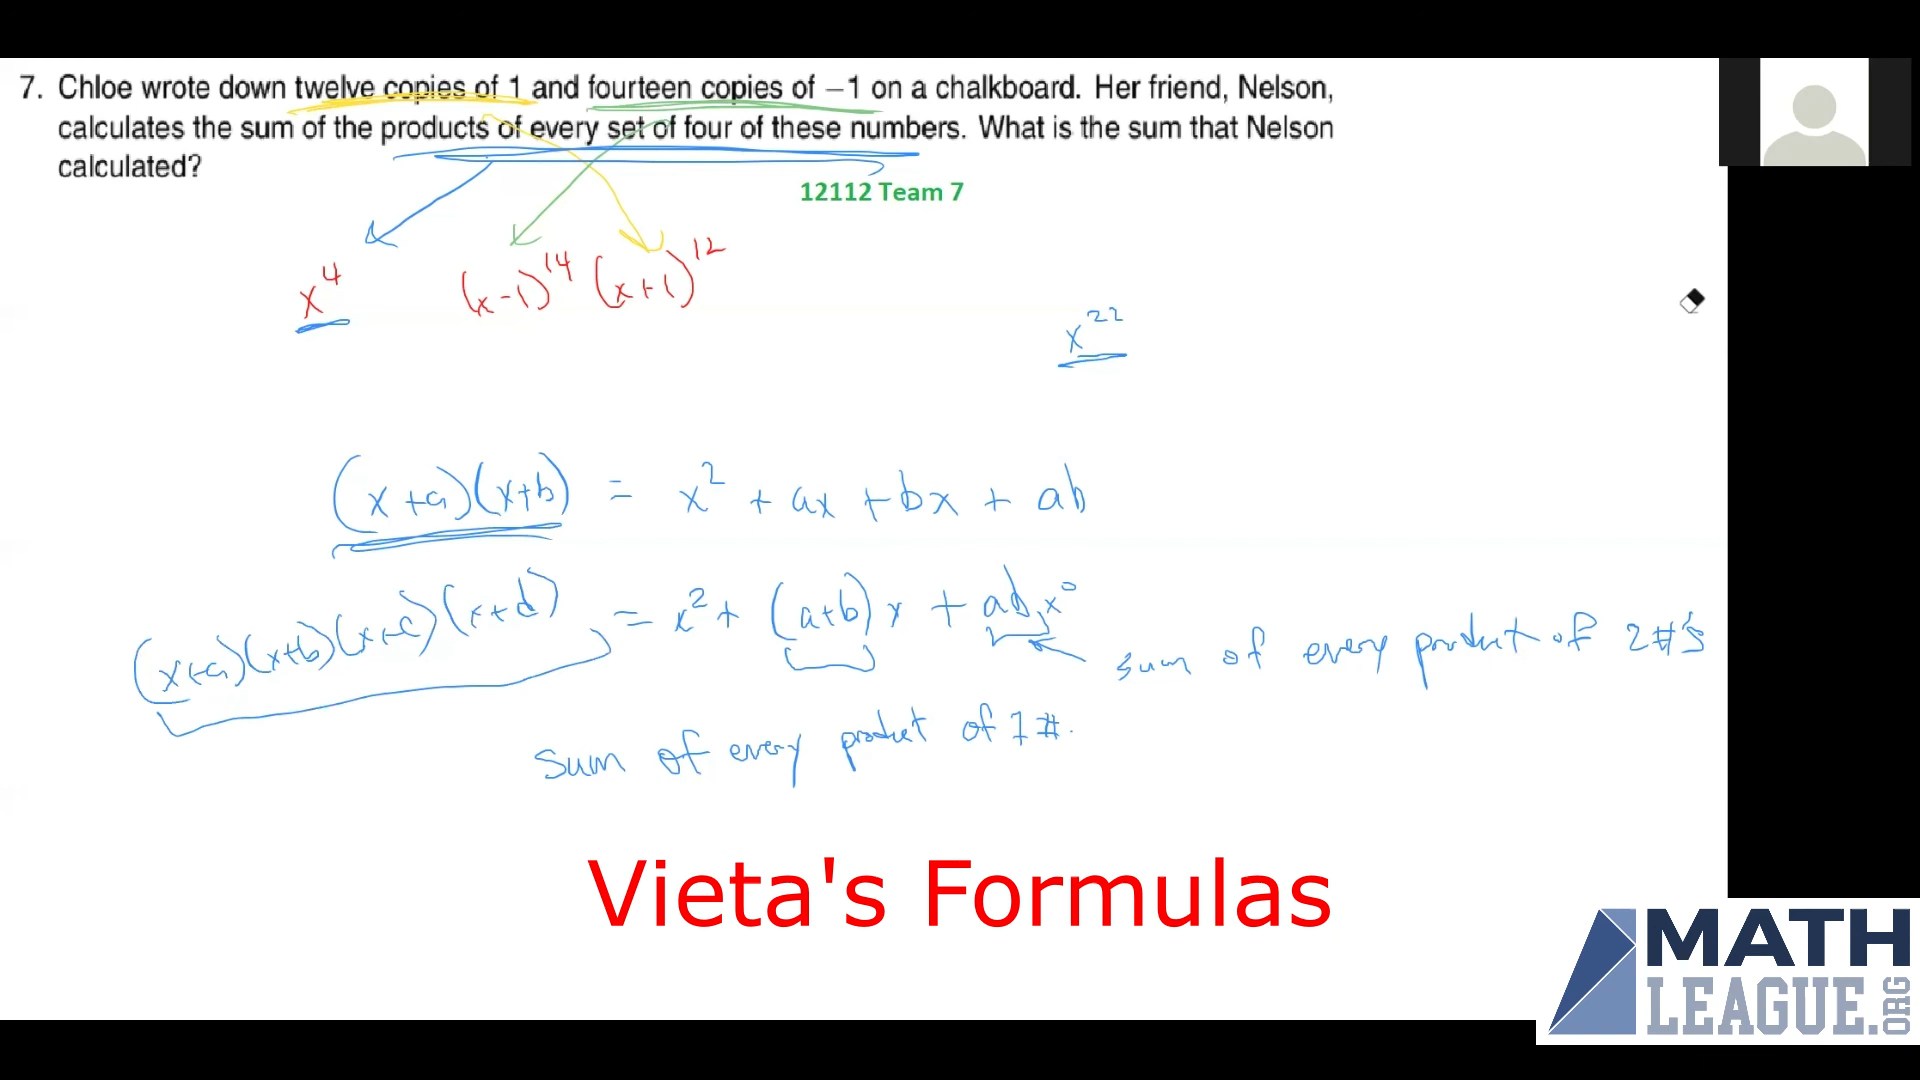 7. Chloe wrote down twelve copies of 1 and fourteen copies of −1 on a chalkboard. Her friend, Nelson,
calculates the sum of the products of every set of four of these numbers. What is the sum that Nelson
calculated?
12112 Team 7
x⁴ (x-1)¹⁴ (x+1)¹²
x²²
(x+a)(x+b) = x² + ax + bx + ab
(x+a)(x+b)(x+c)(x+d) = x² + (a+b)x + ab x⁰
sum of every product of 2#'s
sum of every product of 1#.
Vieta's Formulas
MATH
LEAGUE.ORG